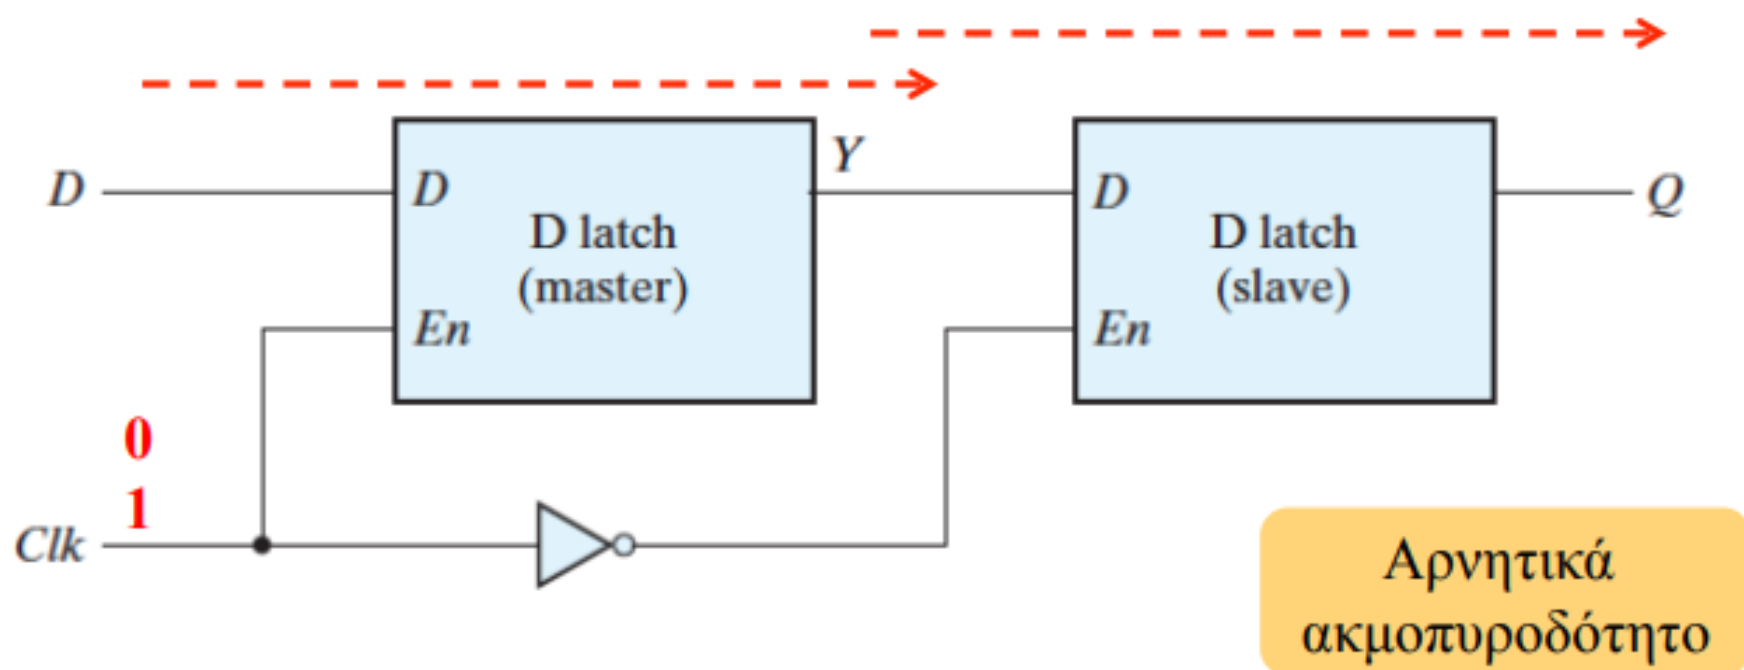 Y
D
D
D latch
(master)
En
D
D latch
(slave)
En
Q
0
1
Clk
Αρνητικά
ακμοπυροδότητο